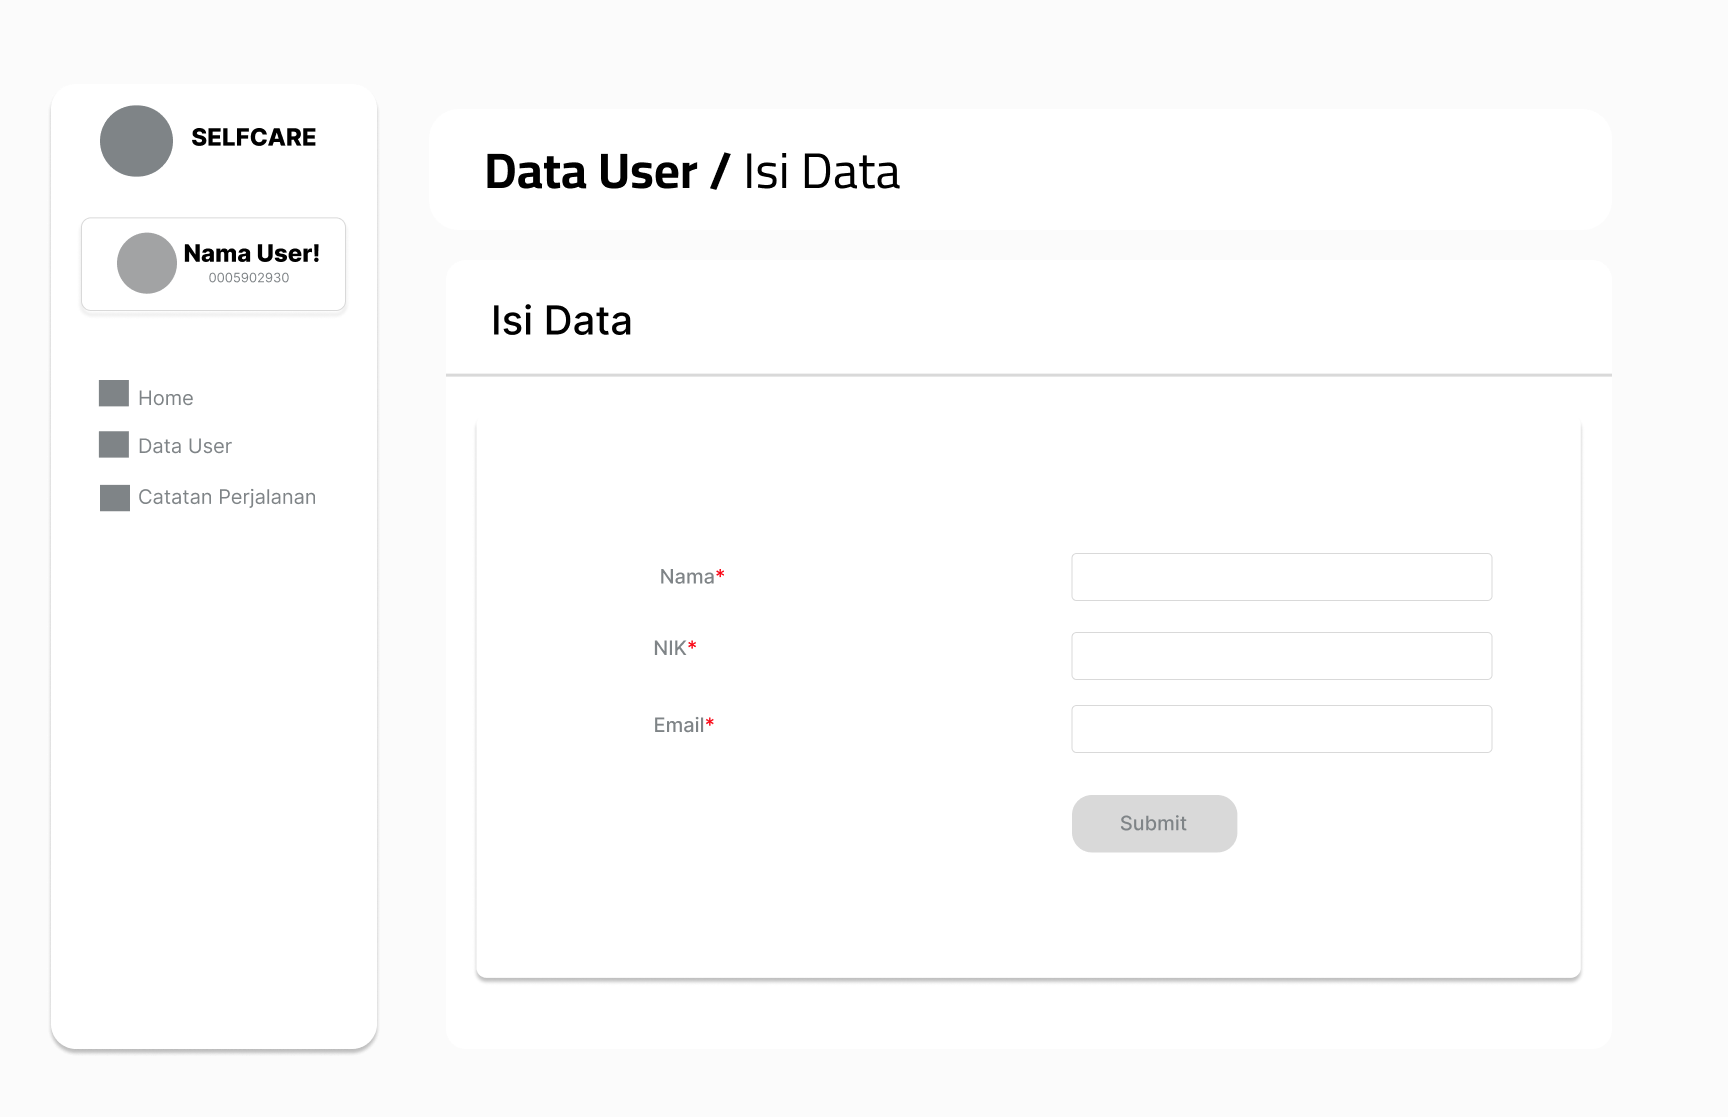 SELFCARE
Nama User!
0005902930
Home
Data User
Catatan Perjalanan
Data User / Isi Data
Isi Data
Nama*
NIK*
Email*
Submit